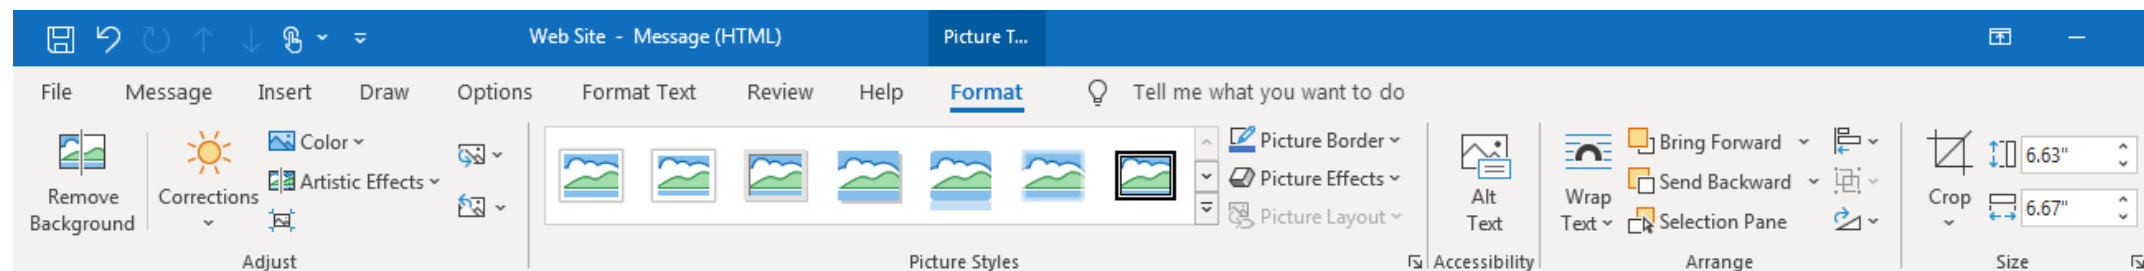 Web Site - Message (HTML) Picture T...
File Message Insert Draw Options Format Text Review Help Format Tell me what you want to do
Remove Background
Corrections
Color
Artistic Effects
Adjust
Picture Border
Picture Effects
Picture Layout
Picture Styles
Alt Text
Accessibility
Wrap Text
Bring Forward
Send Backward
Selection Pane
Arrange
Crop
6.63"
6.67"
Size